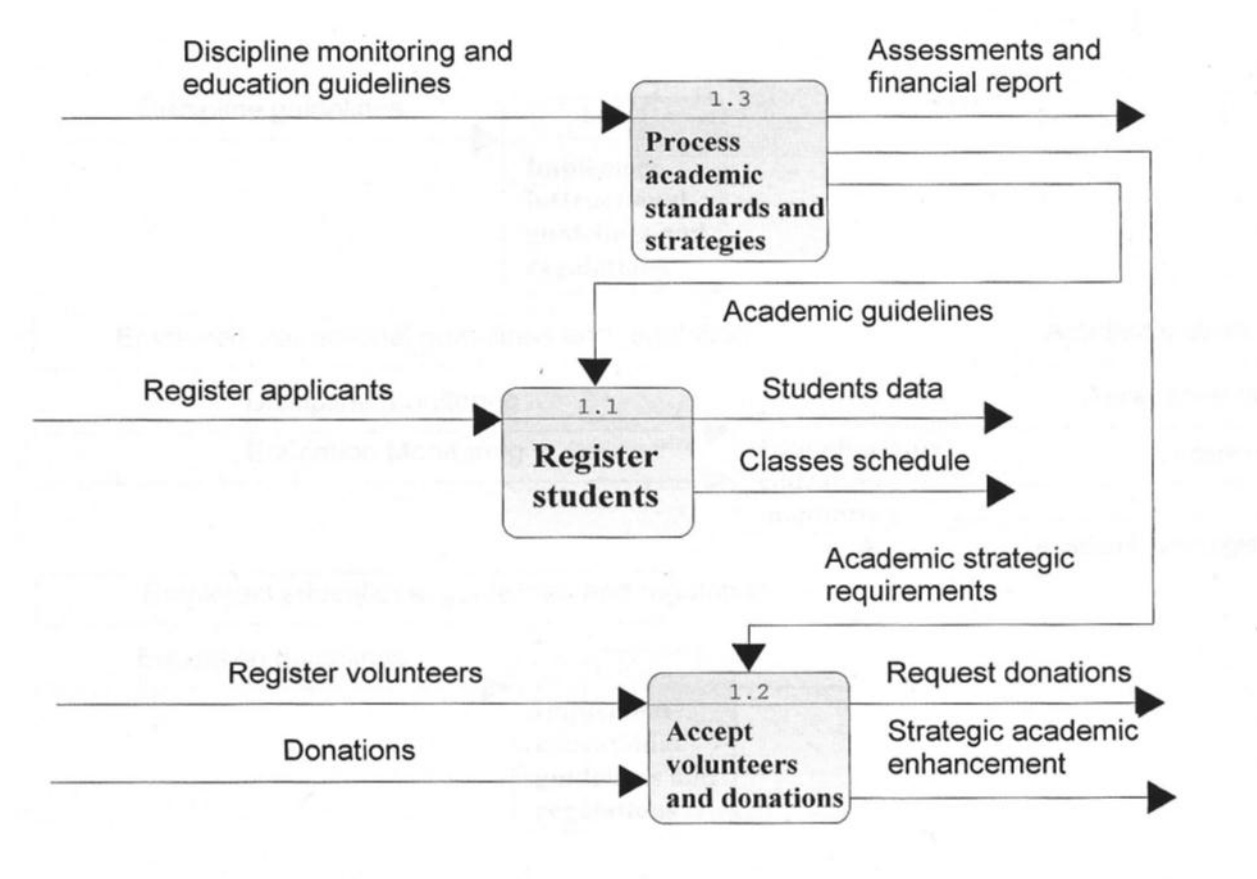 Discipline monitoring and
education guidelines
Assessments and
financial report
1.3
Process
academic
standards and
strategies
Academic guidelines
Register applicants
1.1
Register
students
Students data
Classes schedule
Academic strategic
requirements
Register volunteers
Donations
1.2
Accept
volunteers
and donations
Request donations
Strategic academic
enhancement